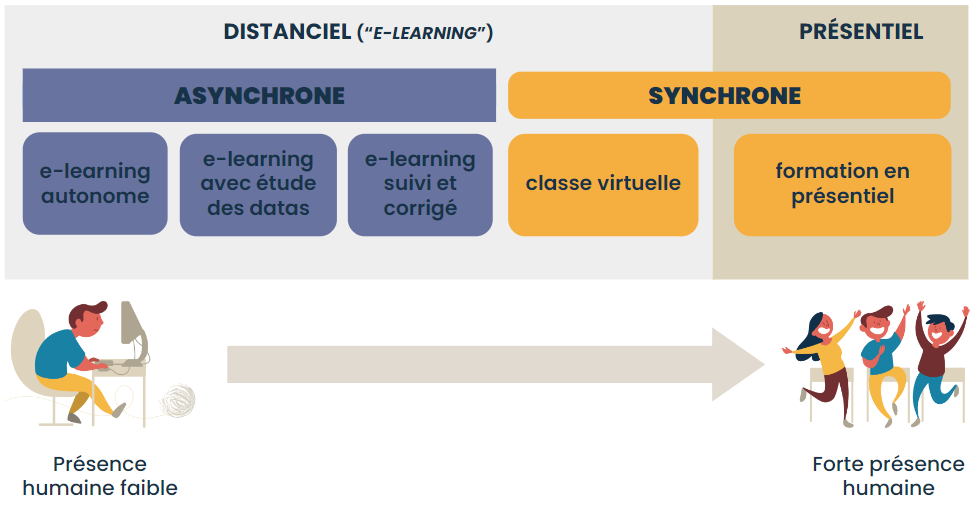 DISTANCIEL (“E-LEARNING”)
PRÉSENTIEL
ASYNCHRONE
SYNCHRONE
e-learning
autonome
e-learning
avec étude
des datas
e-learning
suivi et
corrigé
classe virtuelle
formation en
présentiel
Présence
humaine faible
Forte présence
humaine